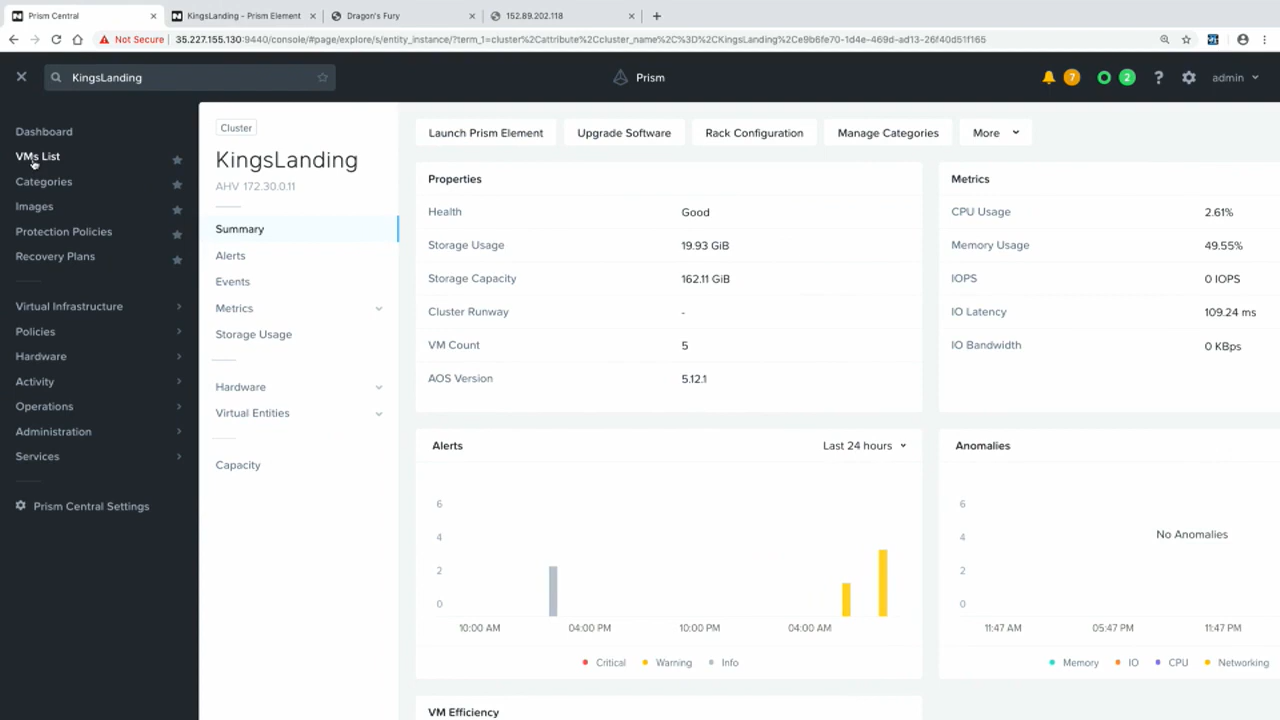 Prism Central
KingsLanding - Prism Element
Dragon's Fury
152.89.202.118
Not Secure
35.227.155.130:9440/console/#page/explore/s/entity_instance/?term_1=cluster%2Cattribute%2Ccluster_name%2C%3D%2CKingsLanding%2Ce9b6fe70-1d4e-469d-ad13-26f40d51f165
KingsLanding
Prism
7
2
?
admin
Dashboard
VMs List
Categories
Images
Protection Policies
Recovery Plans
Virtual Infrastructure
Policies
Hardware
Activity
Operations
Administration
Services
Prism Central Settings
Cluster
KingsLanding
AHV 172.30.0.11
Summary
Alerts
Events
Metrics
Storage Usage
Hardware
Virtual Entities
Capacity
Launch Prism Element
Upgrade Software
Rack Configuration
Manage Categories
More
Properties
Health Good
Storage Usage 19.93 GiB
Storage Capacity 162.11 GiB
Cluster Runway -
VM Count 5
AOS Version 5.12.1
Metrics
CPU Usage 2.61%
Memory Usage 49.55%
IOPS 0 IOPS
IO Latency 109.24 ms
IO Bandwidth 0 KBps
Alerts
Last 24 hours
6
4
2
0
10:00 AM 04:00 PM 10:00 PM 04:00 AM
Critical Warning Info
Anomalies
6
4
2
0
No Anomalies
11:47 AM 05:47 PM 11:47 PM
Memory IO CPU Networking
VM Efficiency